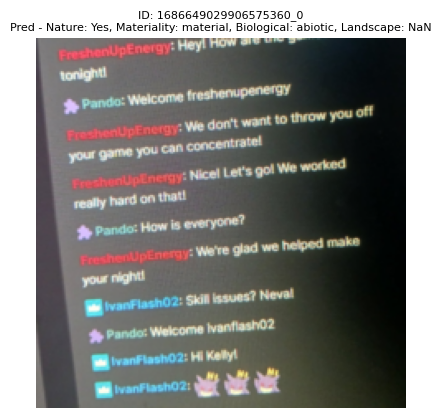 ID: 1686649029906575360_0
Pred - Nature: Yes, Materiality: material, Biological: abiotic, Landscape: NaN
FreshenUpEnergy: Hey! How are the
tonight!
Pando: Welcome freshenupenergy
FreshenUpEnergy: We don't want to throw you off
your game you can concentrate!
FreshenUpEnergy: Nice! Let's go! We worked
really hard on that!
Pando: How is everyone?
FreshenUpEnergy: We're glad we helped make
your night!
IvanFlash02: Skill issues? Neva!
Pando: Welcome ivanflash02
IvanFlash02: Hi Kelly!
IvanFlash02: